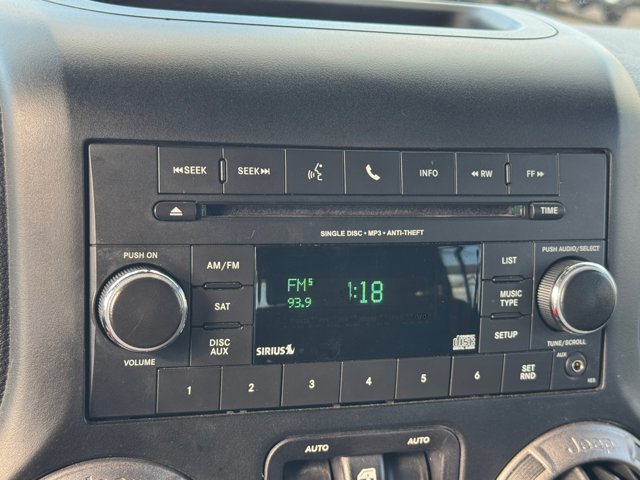 ⏮SEEK SEEK⏭ INFO ◂◂ RW FF ▸▸
TIME
SINGLE DISC • MP3 • ANTI-THEFT
PUSH ON
AM/FM
LIST
PUSH AUDIO/SELECT
FM5
93.9
1:18
SAT
MUSIC
TYPE
DISC
AUX
SETUP
VOLUME
SIRIUS
TUNE/SCROLL
1 2 3 4 5 6
SET
RND
AUX
AUTO AUTO
Jeep